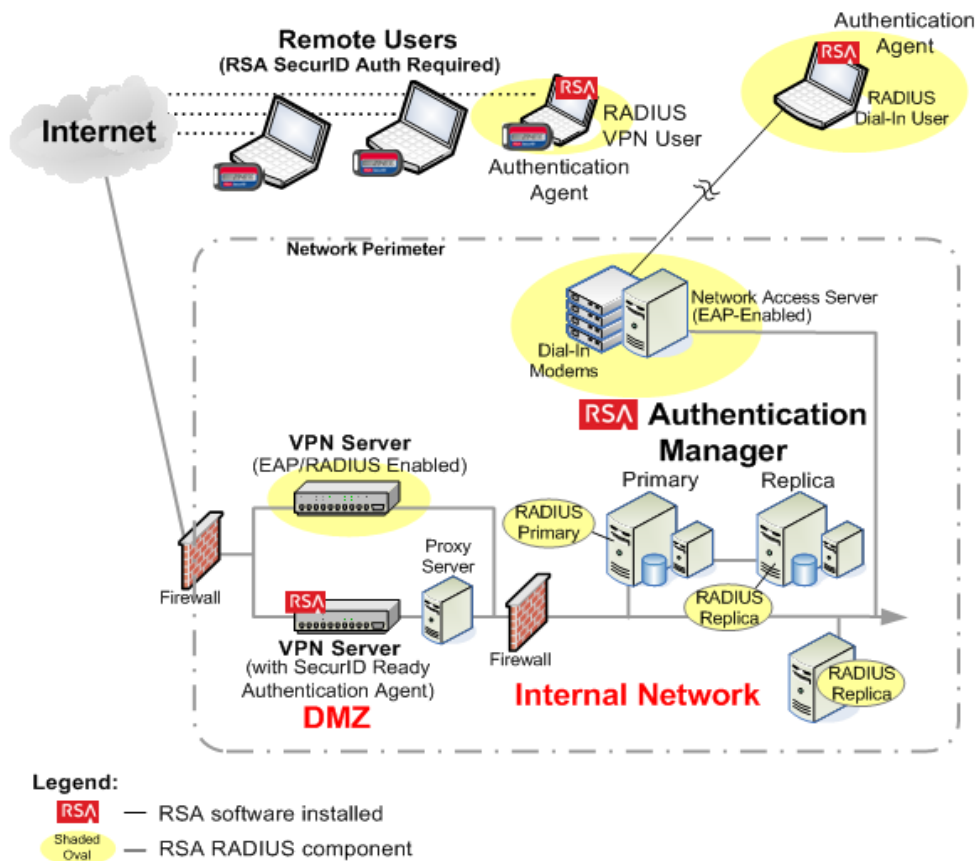 Remote Users
(RSA SecurID Auth Required)
Authentication
Agent
RSA
RADIUS
Dial-In User
Internet
RSA
RADIUS
VPN User
Authentication
Agent
Network Perimeter
Network Access Server
(EAP-Enabled)
Dial-In
Modems
RSA Authentication
Manager
VPN Server
(EAP/RADIUS Enabled)
Primary
Replica
RADIUS
Primary
Proxy
Server
Firewall
RSA
RADIUS
Replica
VPN Server
(with SecurID Ready
Authentication Agent)
Firewall
DMZ
Internal Network
RADIUS
Replica
Legend:
RSA — RSA software installed
Shaded
Oval
— RSA RADIUS component